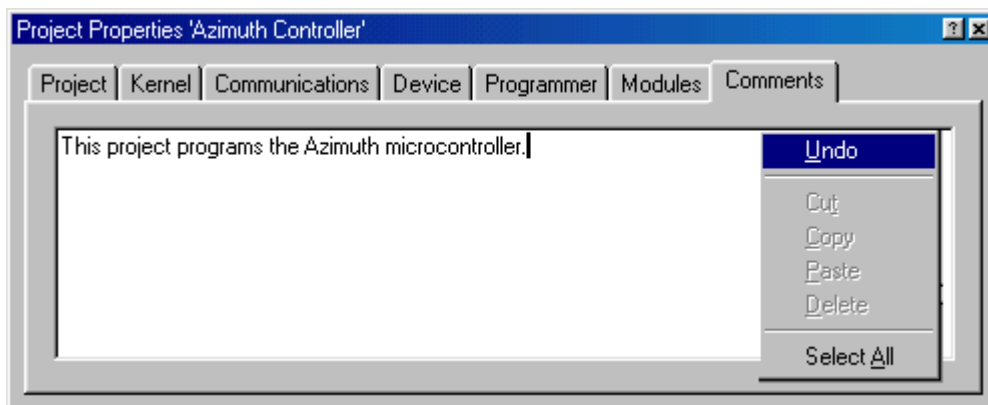 Project Properties 'Azimuth Controller'
Project Kernel Communications Device Programmer Modules Comments
This project programs the Azimuth microcontroller.
Undo
Cut
Copy
Paste
Delete
Select All